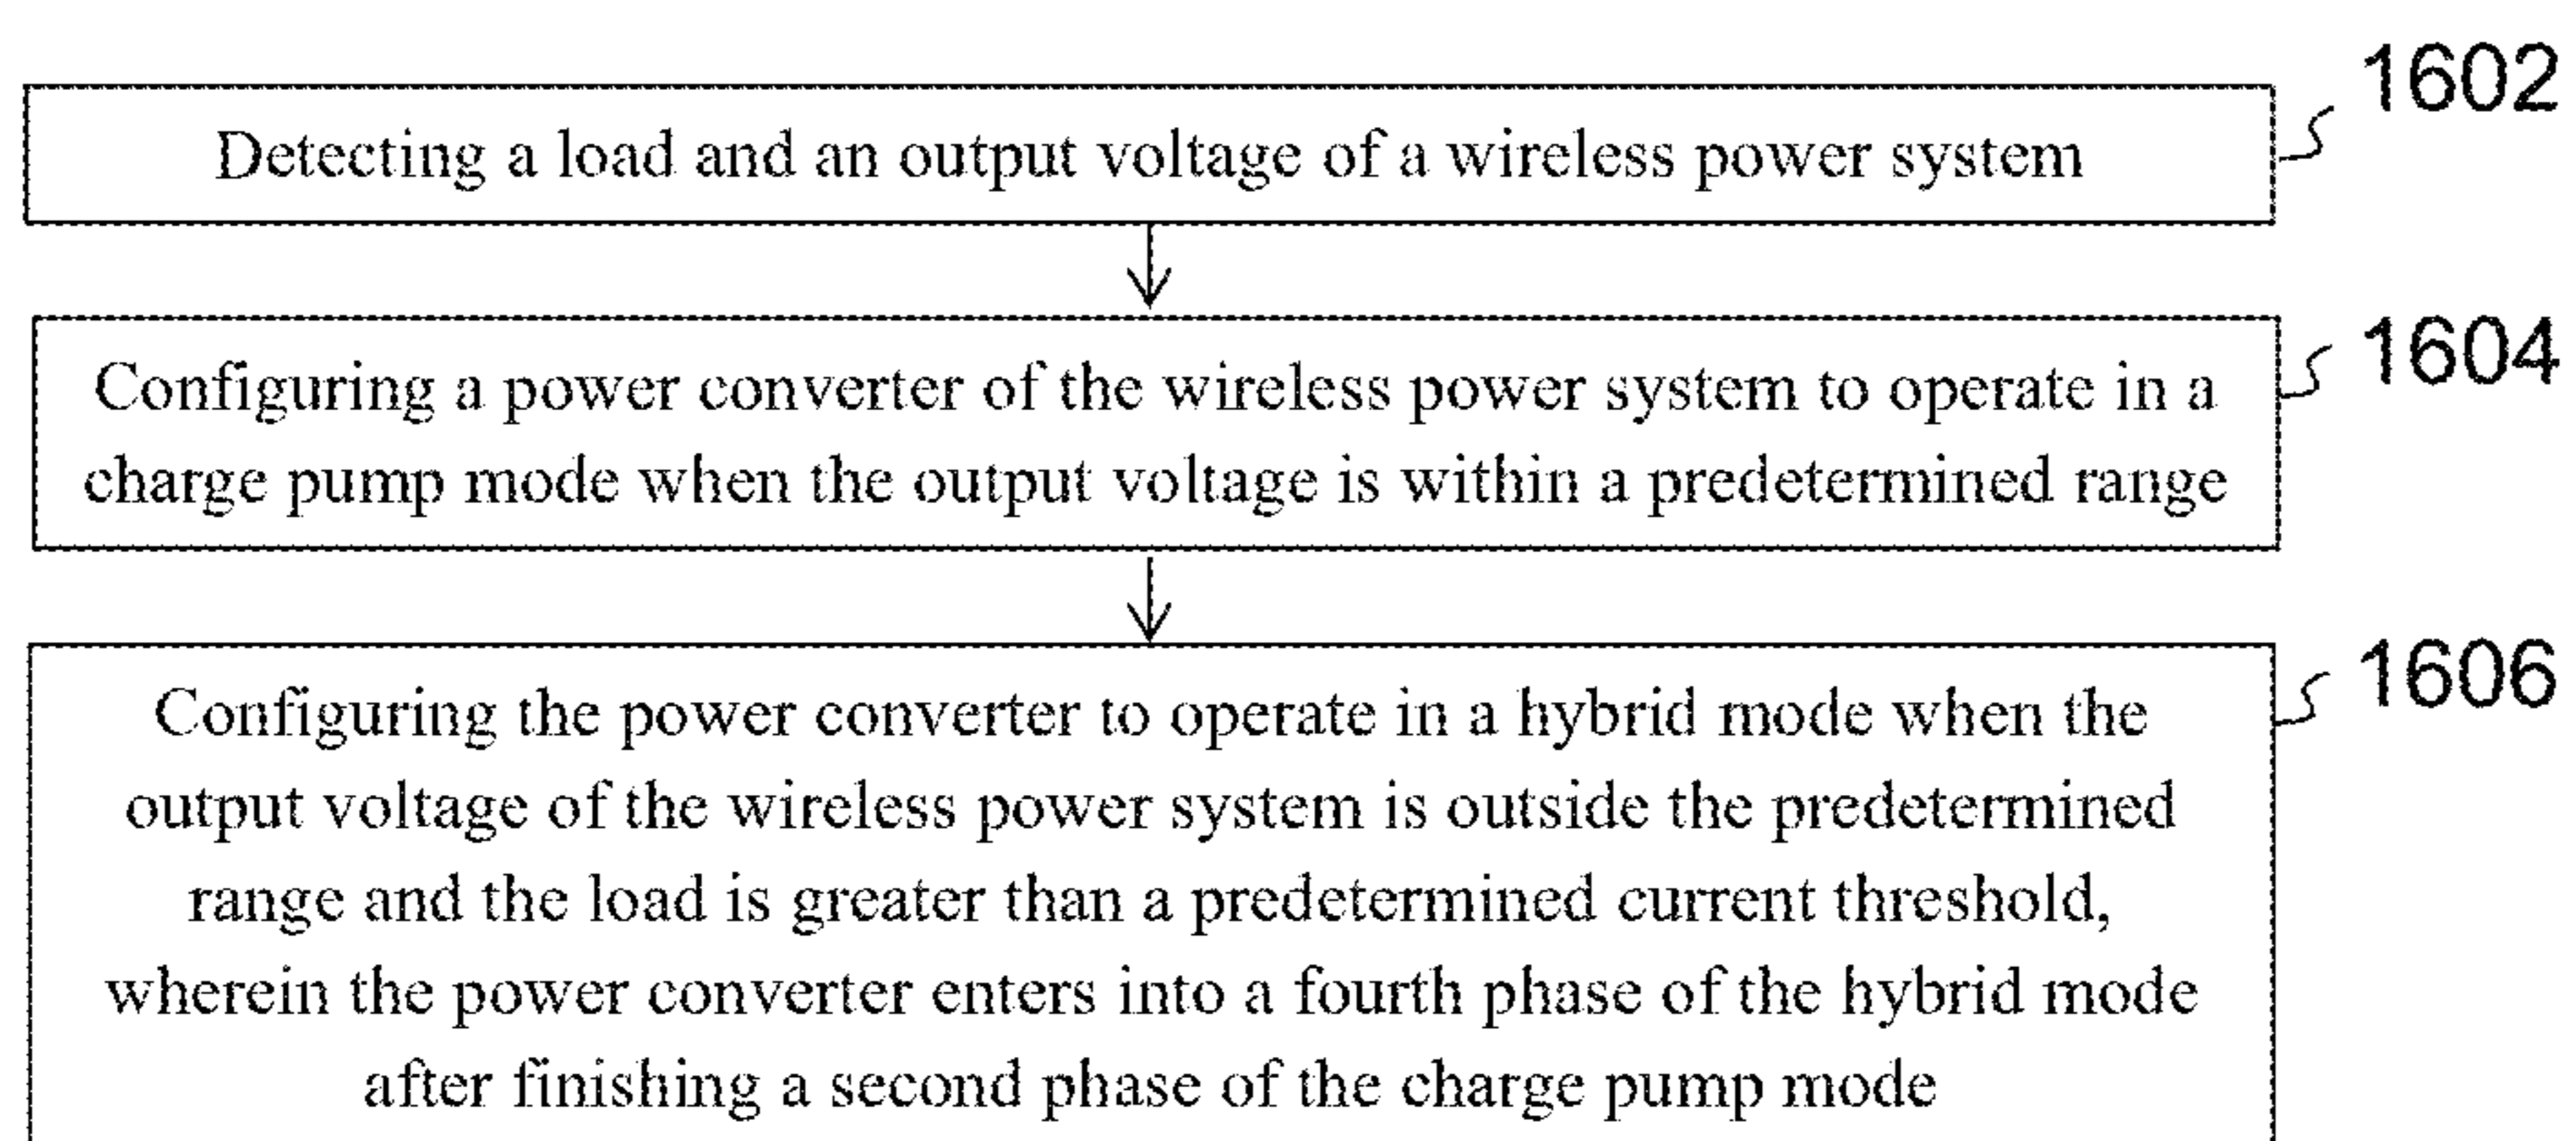 1602
Detecting a load and an output voltage of a wireless power system
1604
Configuring a power converter of the wireless power system to operate in a
charge pump mode when the output voltage is within a predetermined range
1606
Configuring the power converter to operate in a hybrid mode when the
output voltage of the wireless power system is outside the predetermined
range and the load is greater than a predetermined current threshold,
wherein the power converter enters into a fourth phase of the hybrid mode
after finishing a second phase of the charge pump mode